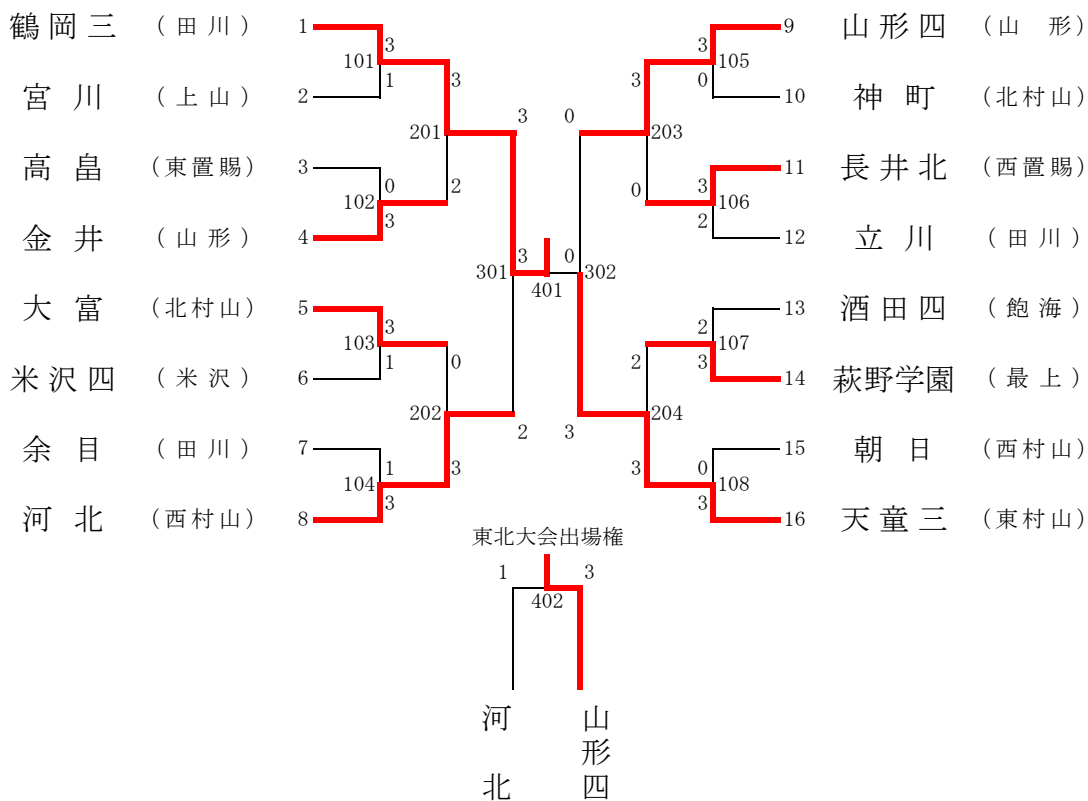 鶴岡三 （田川） 1 9 山形四 （山 形）
3 3
101 105
1 0
宮 川 （上山） 2 3 3 10 神 町 （北村山）
3 0
201 203
高 畠 （東置賜） 3 11 長井北 （西置賜）
0 2 0 3
102 106
3 2
金 井 （山形） 4 12 立 川 （田川）
3 0
301 302
401
大 富 （北村山） 5 13 酒田四 （飽海）
3 2
103 107
1 0 2 3
米沢四 （米沢） 6 14 萩野学園 （最上）
202 204
2 3
余 目 （田川） 7 15 朝 日 （西村山）
1 3 3 0
104 108
3 3
河 北 （西村山） 8 16 天童三 （東村山）
東北大会出場権
1 3
402
河北 山形四